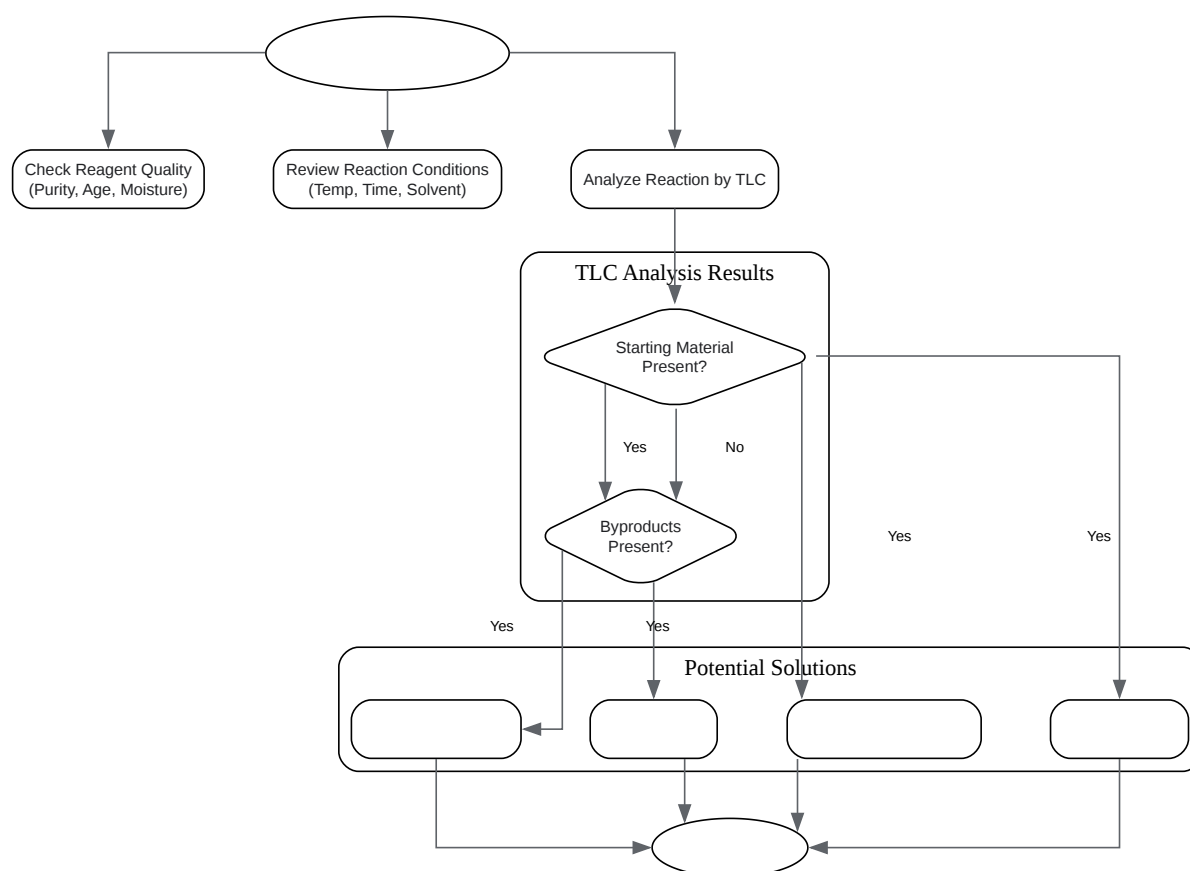 Check Reagent Quality
(Purity, Age, Moisture)
Review Reaction Conditions
(Temp, Time, Solvent)
Analyze Reaction by TLC
TLC Analysis Results
Starting Material
Present?
Yes
No
Byproducts
Present?
Yes
Yes
Yes
Yes
Potential Solutions